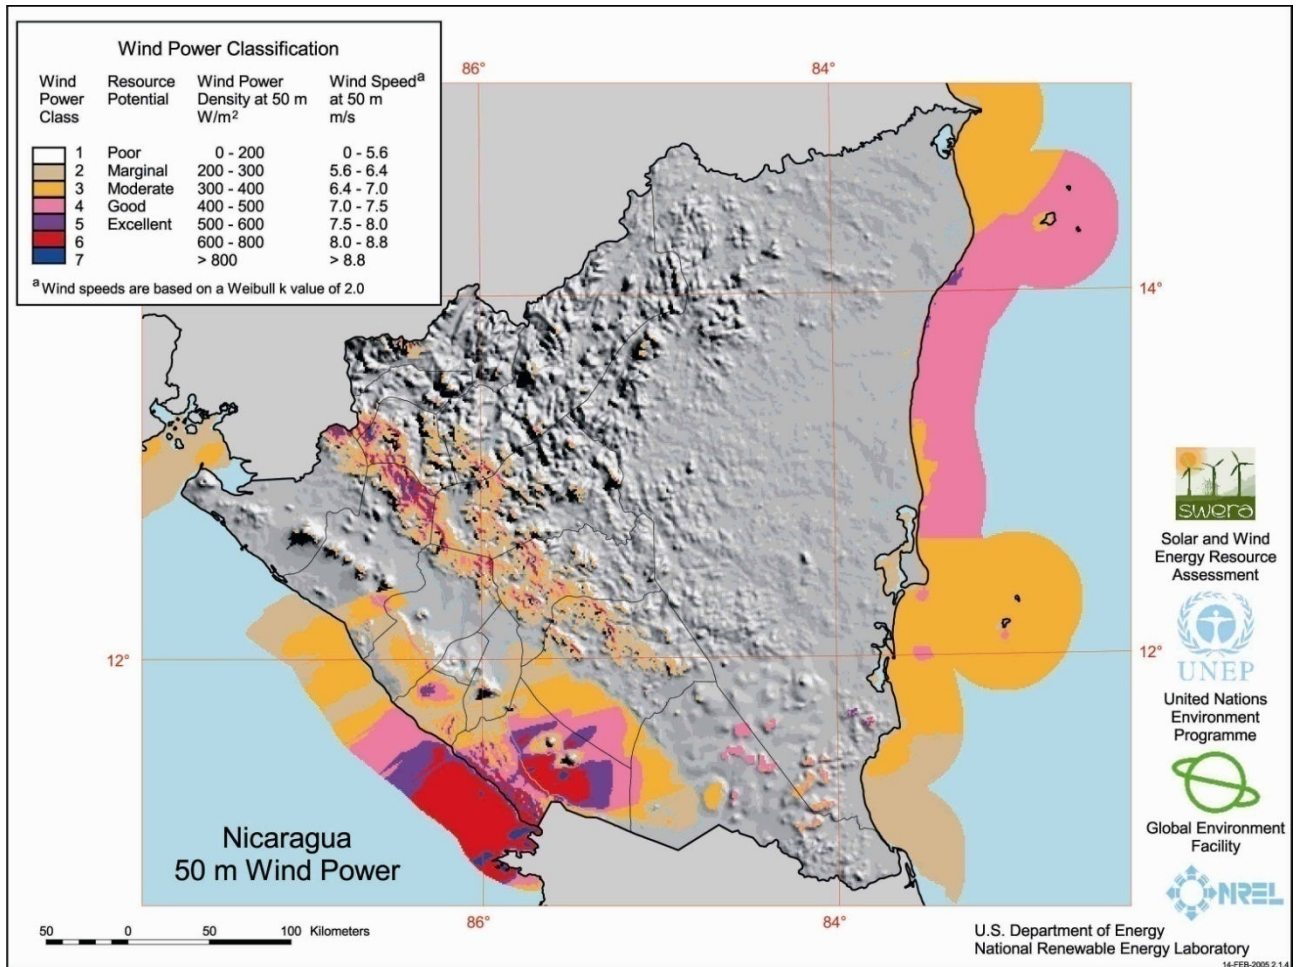 Wind Power Classification
Wind Power Class Resource Potential Wind Power Density at 50 m W/m² Wind Speedᵃ at 50 m m/s
1 Poor 0 - 200 0 - 5.6
2 Marginal 200 - 300 5.6 - 6.4
3 Moderate 300 - 400 6.4 - 7.0
4 Good 400 - 500 7.0 - 7.5
5 Excellent 500 - 600 7.5 - 8.0
6 600 - 800 8.0 - 8.8
7 > 800 > 8.8
ᵃ Wind speeds are based on a Weibull k value of 2.0
86°
84°
14°
12°
12°
86°
84°
Nicaragua
50 m Wind Power
50 0 50 100 Kilometers
swera
Solar and Wind
Energy Resource
Assessment
UNEP
United Nations
Environment
Programme
Global Environment
Facility
NREL
U.S. Department of Energy
National Renewable Energy Laboratory
14-FEB-2005 2.1.4